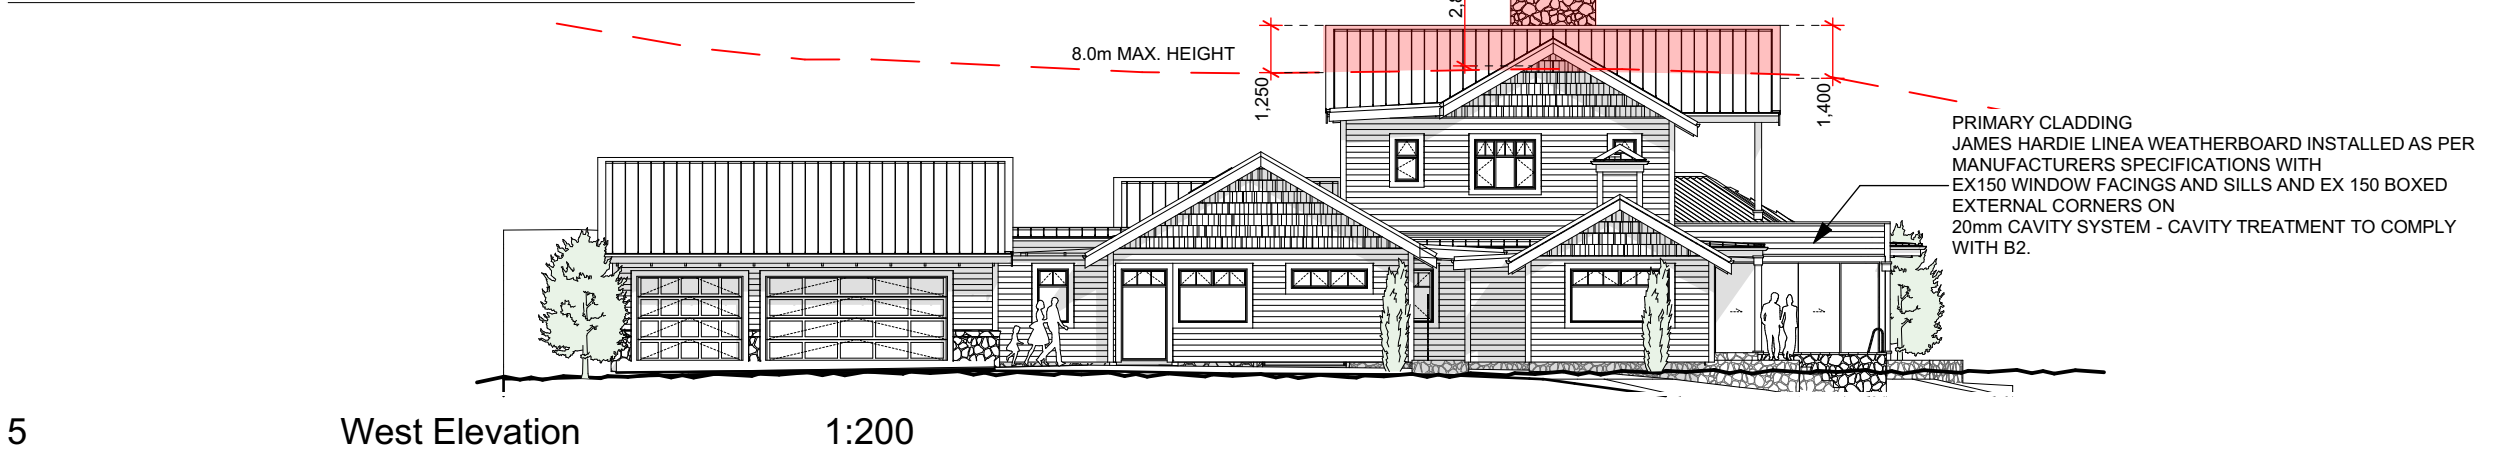 8.0m MAX. HEIGHT
1,250
1,400
PRIMARY CLADDING
JAMES HARDIE LINEA WEATHERBOARD INSTALLED AS PER
MANUFACTURERS SPECIFICATIONS WITH
EX150 WINDOW FACINGS AND SILLS AND EX 150 BOXED
EXTERNAL CORNERS ON
20mm CAVITY SYSTEM - CAVITY TREATMENT TO COMPLY
WITH B2.
5 West Elevation 1:200